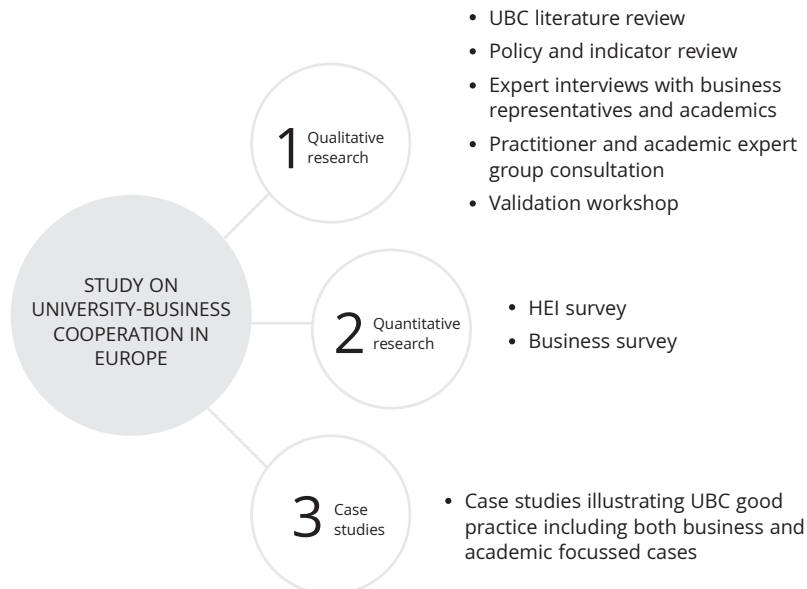 STUDY ON
UNIVERSITY-BUSINESS
COOPERATION IN
EUROPE
1 Qualitative
research
• UBC literature review
• Policy and indicator review
• Expert interviews with business
representatives and academics
• Practitioner and academic expert
group consultation
• Validation workshop
2 Quantitative
research
• HEI survey
• Business survey
3 Case
studies
• Case studies illustrating UBC good
practice including both business and
academic focussed cases